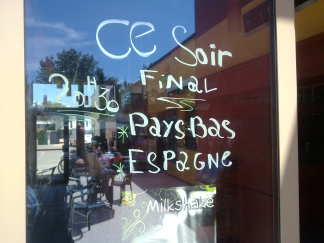 Ce Soir
20H30
FINAL
PAYS-BAS
ESPAGNE
Milkshake